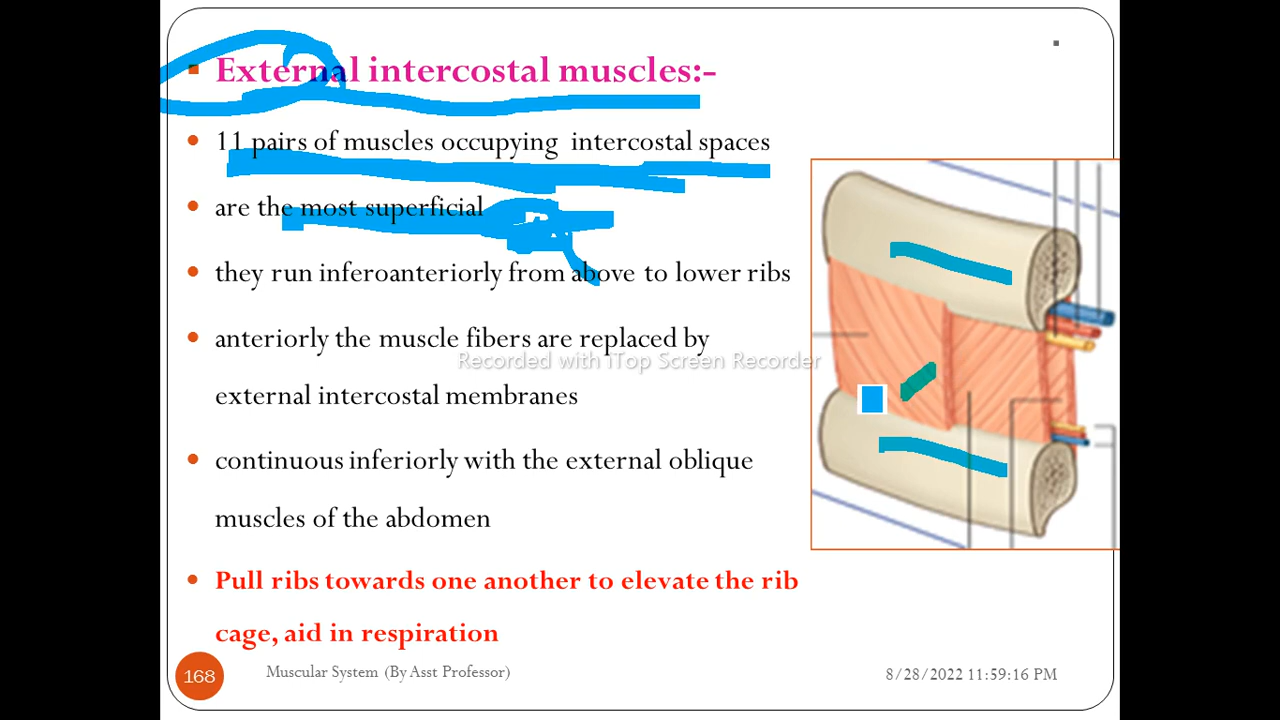 External intercostal muscles:-
11 pairs of muscles occupying intercostal spaces
are the most superficial
they run inferoanteriorly from above to lower ribs
anteriorly the muscle fibers are replaced by
Recorded with iTop Screen Recorder
external intercostal membranes
continuous inferiorly with the external oblique
muscles of the abdomen
Pull ribs towards one another to elevate the rib
cage, aid in respiration
168
Muscular System (By Asst Professor)
8/28/2022 11:59:16 PM